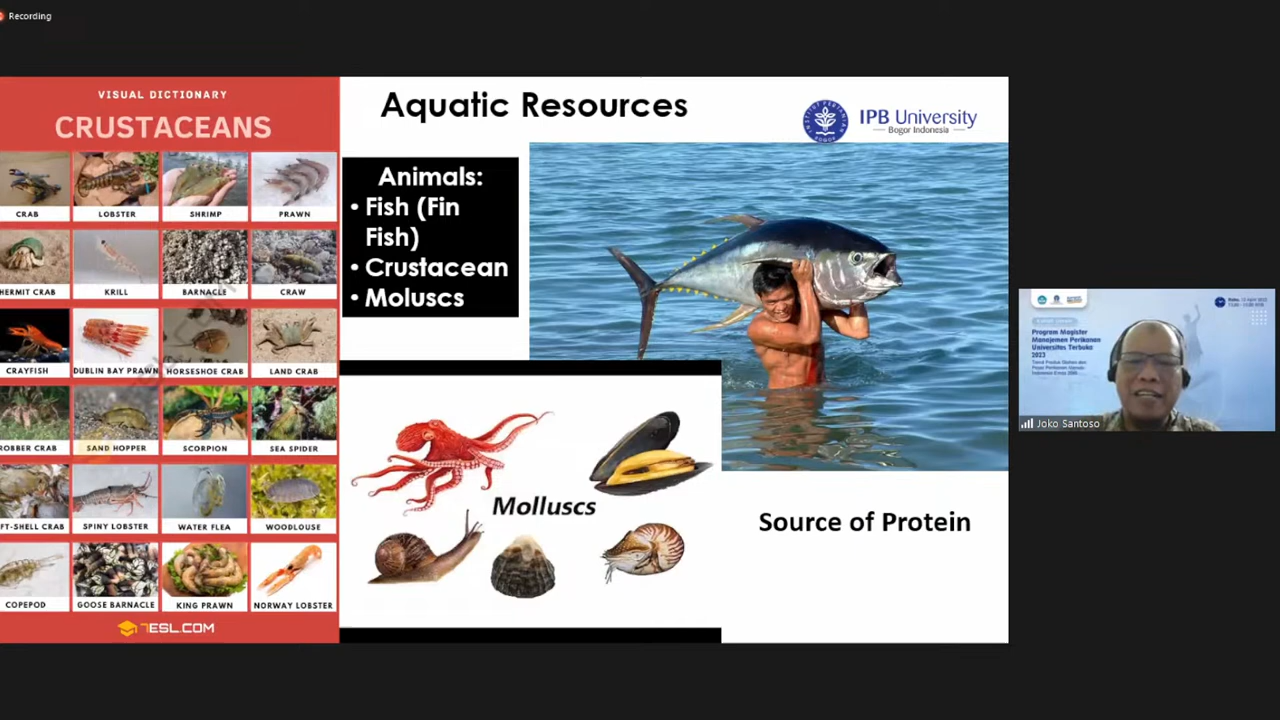 Recording
VISUAL DICTIONARY
CRUSTACEANS
CRAB
LOBSTER
SHRIMP
PRAWN
HERMIT CRAB
KRILL
BARNACLE
CRAW
CRAYFISH
DUBLIN BAY PRAWN
HORSESHOE CRAB
LAND CRAB
ROBBER CRAB
SAND HOPPER
SCORPION
SEA SPIDER
FT-SHELL CRAB
SPINY LOBSTER
WATER FLEA
WOODLOUSE
COPEPOD
GOOSE BARNACLE
KING PRAWN
NORWAY LOBSTER
7ESL.COM
Aquatic Resources
IPB University
Bogor Indonesia
Animals:
• Fish (Fin
Fish)
• Crustacean
• Moluscs
Molluscs
Source of Protein
Program Magister
Manajemen Perikanan
Universitas Terbuka
2023
Joko Santoso